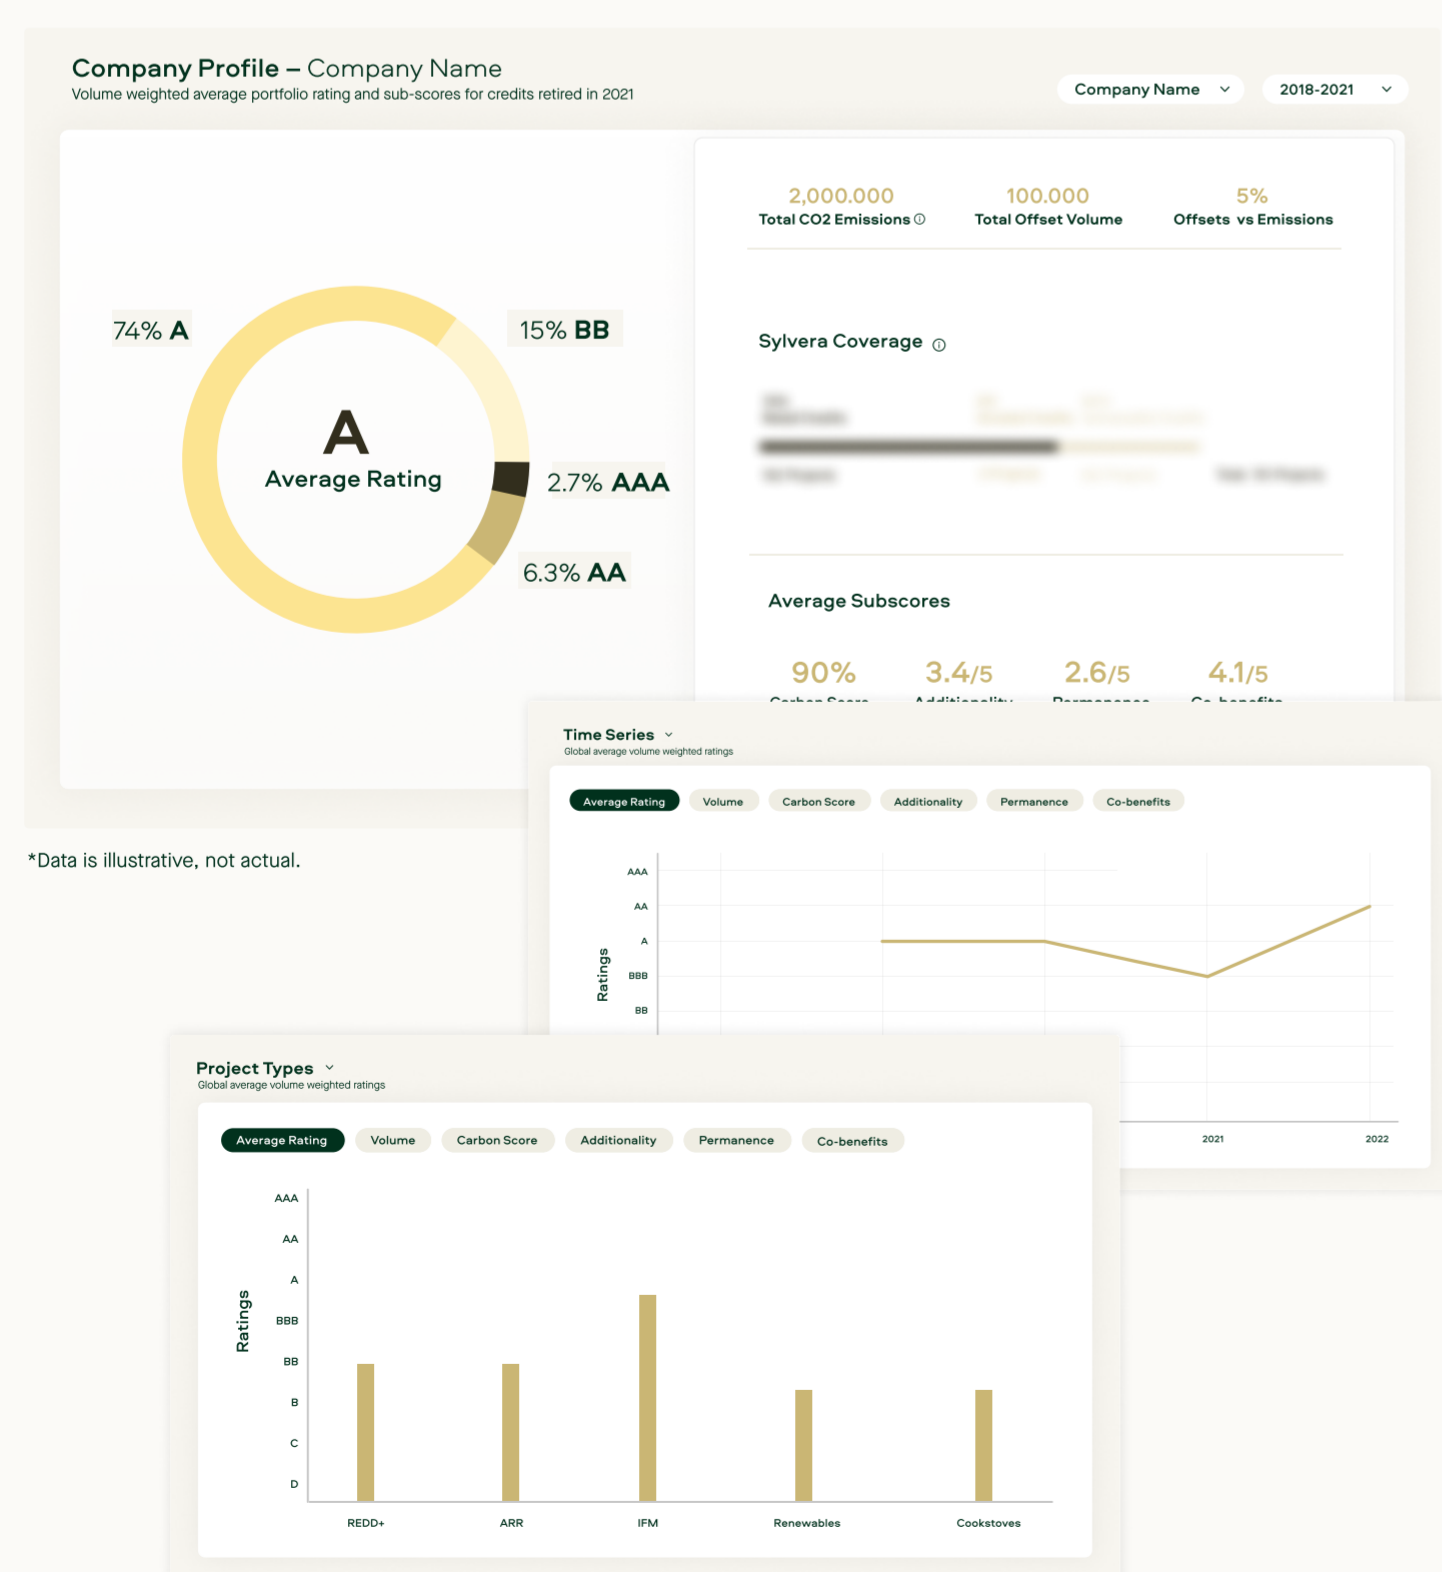 Company Profile – Company Name
Volume weighted average portfolio rating and sub-scores for credits retired in 2021
Company Name
2018-2021
74% A
15% BB
A
Average Rating
2.7% AAA
6.3% AA
2,000.000
Total CO2 Emissions
100.000
Total Offset Volume
5%
Offsets vs Emissions
Sylvera Coverage
Average Subscores
90%
3.4/5
2.6/5
4.1/5
Carbon Score
Additionality
Permanence
Co-benefits
*Data is illustrative, not actual.
Time Series
Global average volume weighted ratings
Average Rating
Volume
Carbon Score
Additionality
Permanence
Co-benefits
Ratings
AAA
AA
A
BBB
BB
2021
2022
Project Types
Global average volume weighted ratings
Average Rating
Volume
Carbon Score
Additionality
Permanence
Co-benefits
Ratings
AAA
AA
A
BBB
BB
B
C
D
REDD+
ARR
IFM
Renewables
Cookstoves